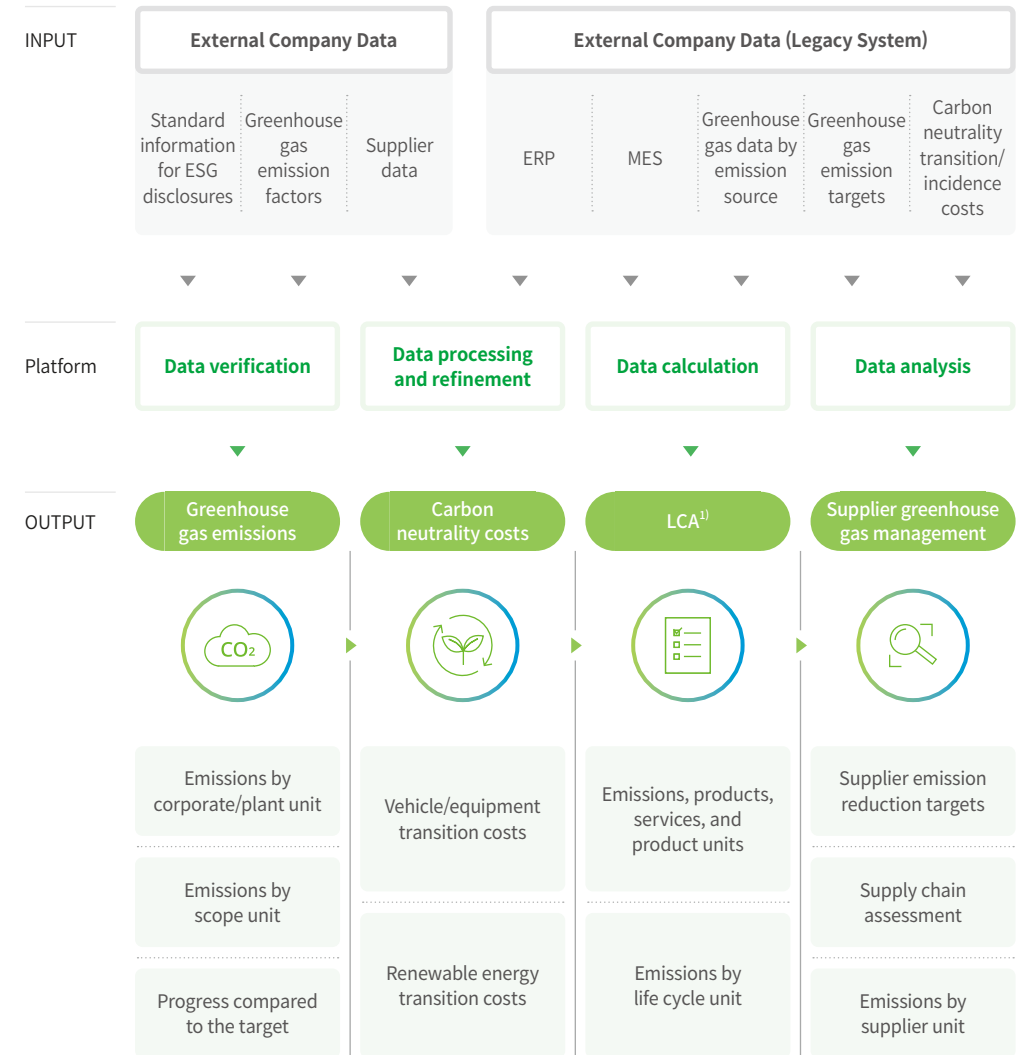 INPUT
External Company Data
External Company Data (Legacy System)
Standard
information
for ESG
disclosures
Greenhouse
gas
emission
factors
Supplier
data
ERP
MES
Greenhouse
gas data by
emission
source
Greenhouse
gas
emission
targets
Carbon
neutrality
transition/
incidence
costs
Platform
Data verification
Data processing
and refinement
Data calculation
Data analysis
OUTPUT
Greenhouse
gas emissions
Carbon
neutrality costs
LCA1)
Supplier greenhouse
gas management
CO2
Emissions by
corporate/plant unit
Emissions by
scope unit
Progress compared
to the target
Vehicle/equipment
transition costs
Renewable energy
transition costs
Emissions, products,
services, and
product units
Emissions by
life cycle unit
Supplier emission
reduction targets
Supply chain
assessment
Emissions by
supplier unit